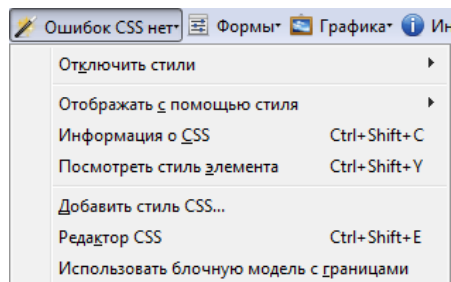 Ошибок CSS нет Формы Графика Ин
Отключить стили
Отображать с помощью стиля
Информация о CSS Ctrl+Shift+C
Посмотреть стиль элемента Ctrl+Shift+Y
Добавить стиль CSS...
Редактор CSS Ctrl+Shift+E
Использовать блочную модель с границами